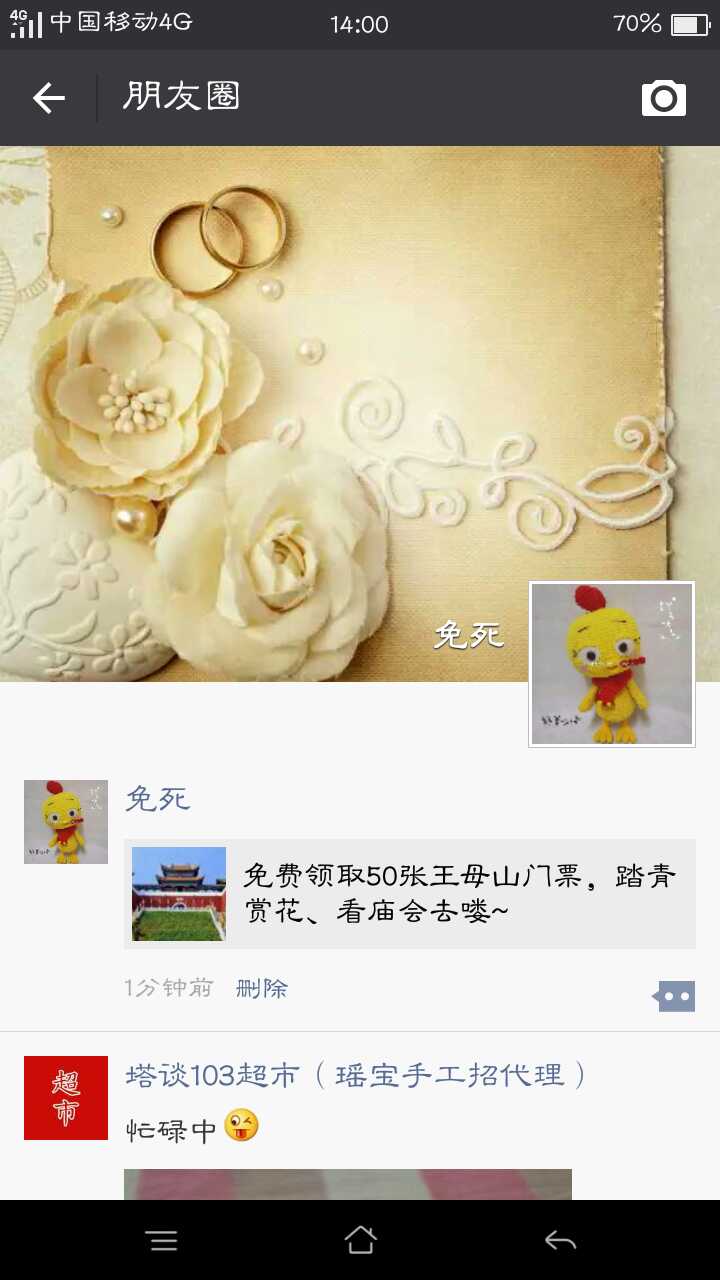 4G 中国移动4G 14:00 70%
朋友圈
免死
免死
免费领取50张王母山门票，踏青
赏花、看庙会去喽~
1分钟前 删除
超市
塔谈103超市（瑶宝手工招代理）
忙碌中